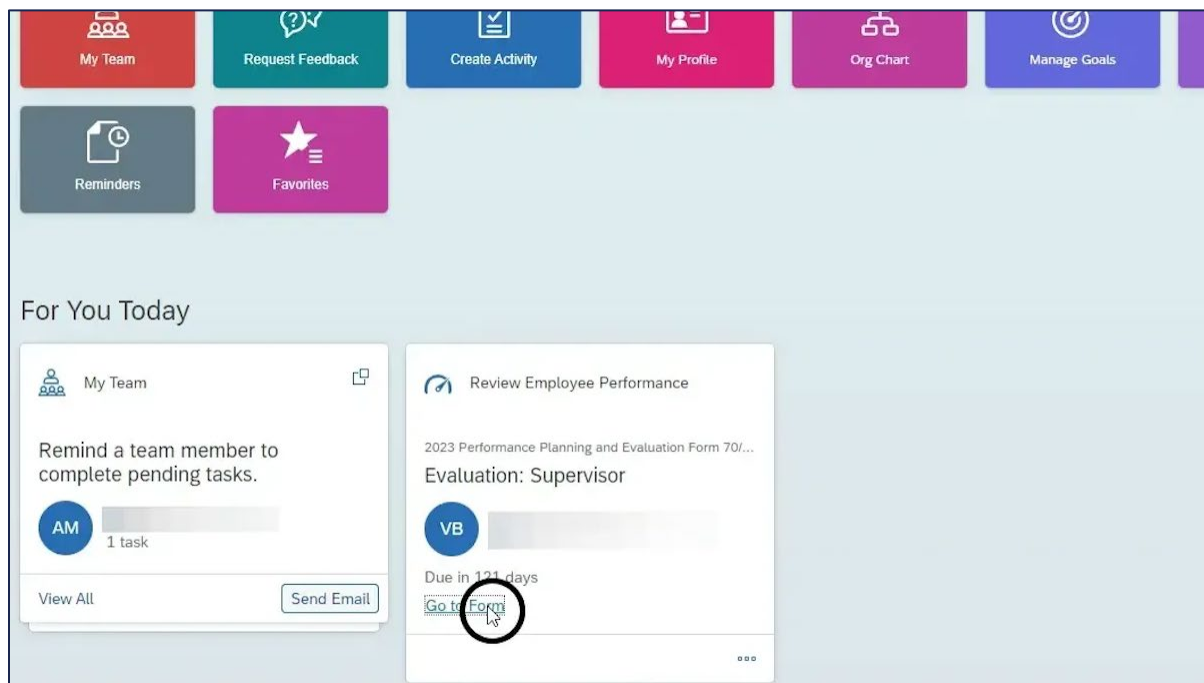 My Team
Request Feedback
Create Activity
My Profile
Org Chart
Manage Goals
Reminders
Favorites
For You Today
My Team
Remind a team member to
complete pending tasks.
AM
1 task
View All
Send Email
Review Employee Performance
2023 Performance Planning and Evaluation Form 70/...
Evaluation: Supervisor
VB
Due in 121 days
Go to Form